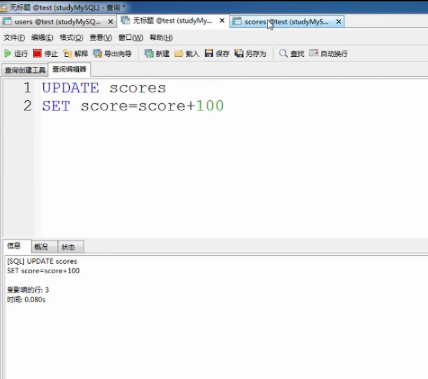 无标题 @test (studyMySQL) - 查询 *
users @test (studyMySQ...
无标题 @test (studyMy...
scores @test (studyMyS...
文件(F) 编辑(E) 格式(O) 查看(V) 窗口(W) 帮助(H)
运行 停止 解释 导出向导 新建 载入 保存 另存为 查找 自动换行
查询创建工具 查询编辑器
1 UPDATE scores
2 SET score=score+100
信息 概况 状态
[SQL] UPDATE scores
SET score=score+100
受影响的行: 3
时间: 0.080s